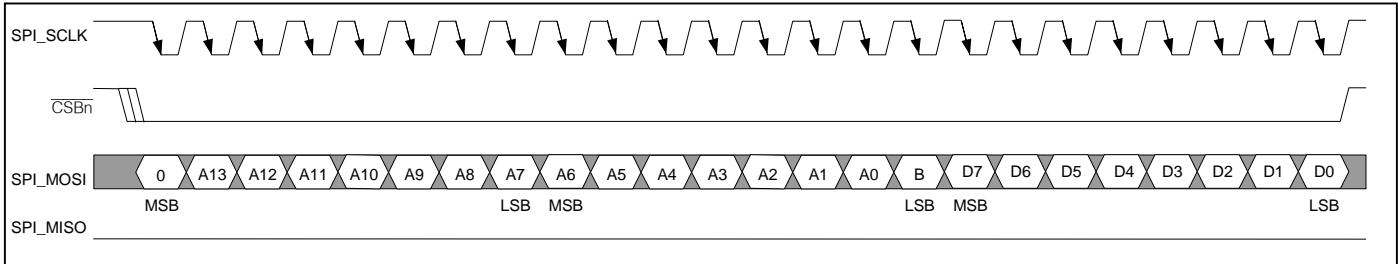 SPI_SCLK
CSBn
SPI_MOSI 0 A13 A12 A11 A10 A9 A8 A7 A6 A5 A4 A3 A2 A1 A0 B D7 D6 D5 D4 D3 D2 D1 D0
MSB LSB MSB LSB MSB LSB
SPI_MISO